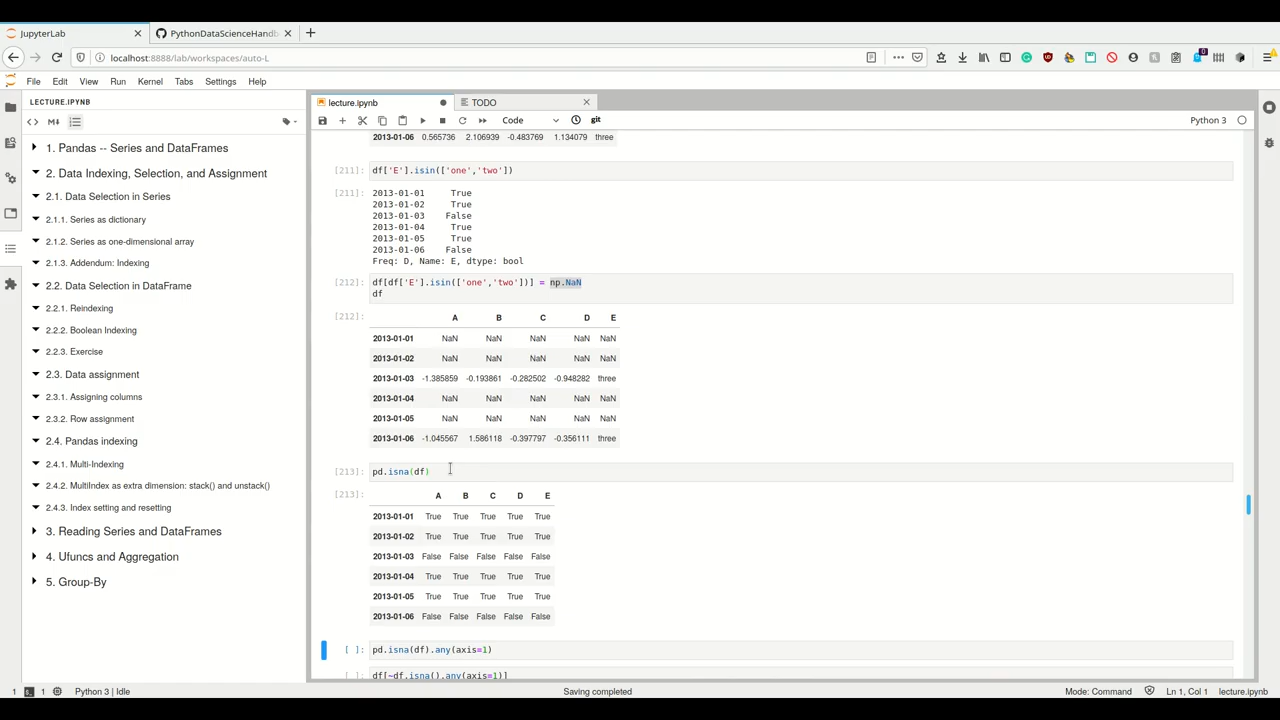 JupyterLab
PythonDataScienceHandb
localhost:8888/lab/workspaces/auto-L
File Edit View Run Kernel Tabs Settings Help
LECTURE.IPYNB
1. Pandas -- Series and DataFrames
2. Data Indexing, Selection, and Assignment
2.1. Data Selection in Series
2.1.1. Series as dictionary
2.1.2. Series as one-dimensional array
2.1.3. Addendum: Indexing
2.2. Data Selection in DataFrame
2.2.1. Reindexing
2.2.2. Boolean Indexing
2.2.3. Exercise
2.3. Data assignment
2.3.1. Assigning columns
2.3.2. Row assignment
2.4. Pandas indexing
2.4.1. Multi-Indexing
2.4.2. MultiIndex as extra dimension: stack() and unstack()
2.4.3. Index setting and resetting
3. Reading Series and DataFrames
4. Ufuncs and Aggregation
5. Group-By
lecture.ipynb
TODO
Code
git
Python 3
2013-01-06 0.565736 2.106939 -0.483769 1.134079 three
[211]: df['E'].isin(['one','two'])
[211]: 2013-01-01 True
2013-01-02 True
2013-01-03 False
2013-01-04 True
2013-01-05 True
2013-01-06 False
Freq: D, Name: E, dtype: bool
[212]: df[df['E'].isin(['one','two'])] = np.NaN
df
[212]: A B C D E
2013-01-01 NaN NaN NaN NaN NaN
2013-01-02 NaN NaN NaN NaN NaN
2013-01-03 -1.385859 -0.193861 -0.282502 -0.948282 three
2013-01-04 NaN NaN NaN NaN NaN
2013-01-05 NaN NaN NaN NaN NaN
2013-01-06 -1.045567 1.586118 -0.397797 -0.356111 three
[213]: pd.isna(df)
[213]: A B C D E
2013-01-01 True True True True True
2013-01-02 True True True True True
2013-01-03 False False False False False
2013-01-04 True True True True True
2013-01-05 True True True True True
2013-01-06 False False False False False
[ ]: pd.isna(df).any(axis=1)
[ ]: df[~df.isna().any(axis=1)]
1 1 Python 3 | Idle
Saving completed
Mode: Command
Ln 1, Col 1
lecture.ipynb